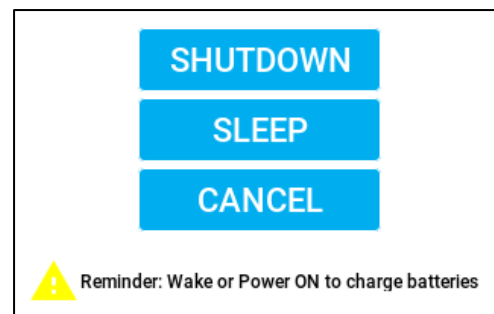 SHUTDOWN
SLEEP
CANCEL
Reminder: Wake or Power ON to charge batteries